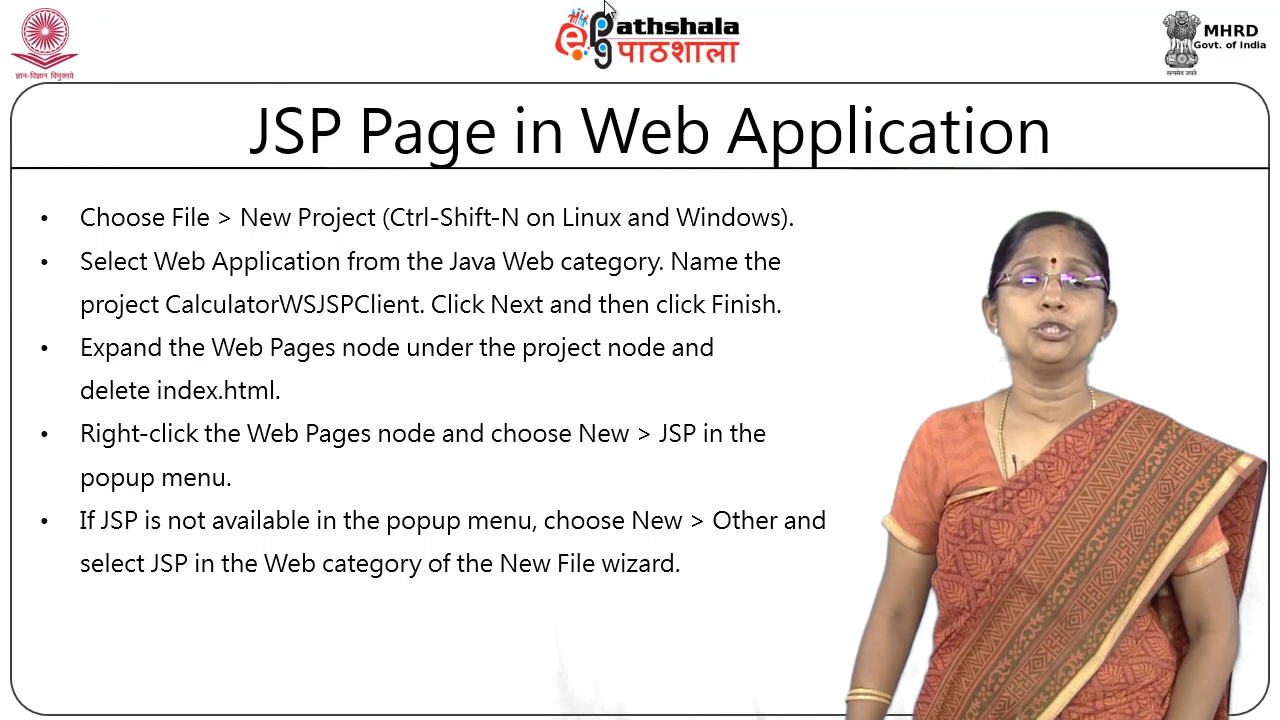 ज्ञान-विज्ञान विमुक्तये
Pathshala
पाठशाला
MHRD
Govt. of India
सत्यमेव जयते
JSP Page in Web Application
• Choose File > New Project (Ctrl-Shift-N on Linux and Windows).
• Select Web Application from the Java Web category. Name the
project CalculatorWSJSPClient. Click Next and then click Finish.
• Expand the Web Pages node under the project node and
delete index.html.
• Right-click the Web Pages node and choose New > JSP in the
popup menu.
• If JSP is not available in the popup menu, choose New > Other and
select JSP in the Web category of the New File wizard.